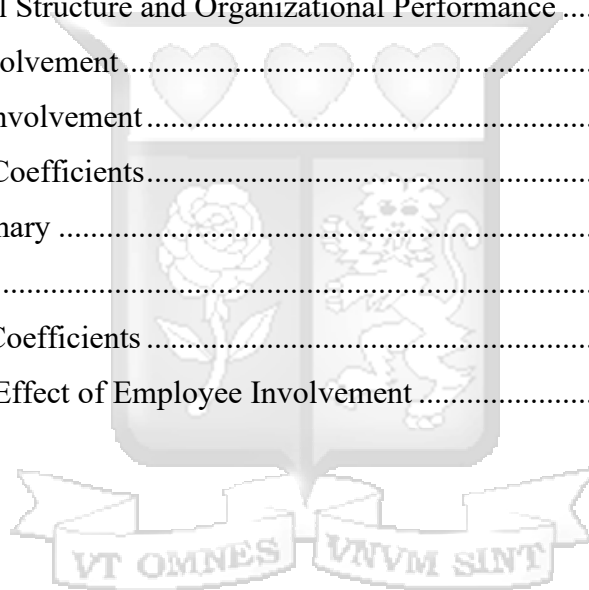 l Structure and Organizational Performance ....
olvement..........................................................
nvolvement.......................................................
Coefficients......................................................
nary .................................................................
.........................................................................
Coefficients ......................................................
Effect of Employee Involvement .....................
VT OMNES VNVM SINT